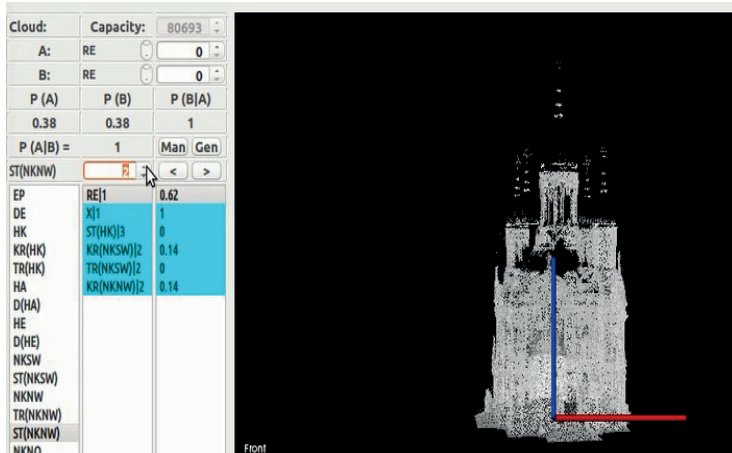 Cloud: Capacity: 80693
A: RE 0
B: RE 0
P (A) P (B) P (B|A)
0.38 0.38 1
P (A|B) = 1 Man Gen
ST(NKNW) 2 < >
EP RE|1 0.62
DE X|1 1
HK ST(HK)|3 0
KR(HK) KR(NKSW)|2 0.14
TR(HK) TR(NKSW)|2 0
HA KR(NKNW)|2 0.14
D(HA)
HE
D(HE)
NKSW
ST(NKSW)
NKNW
TR(NKNW)
ST(NKNW)
NKNO
Front